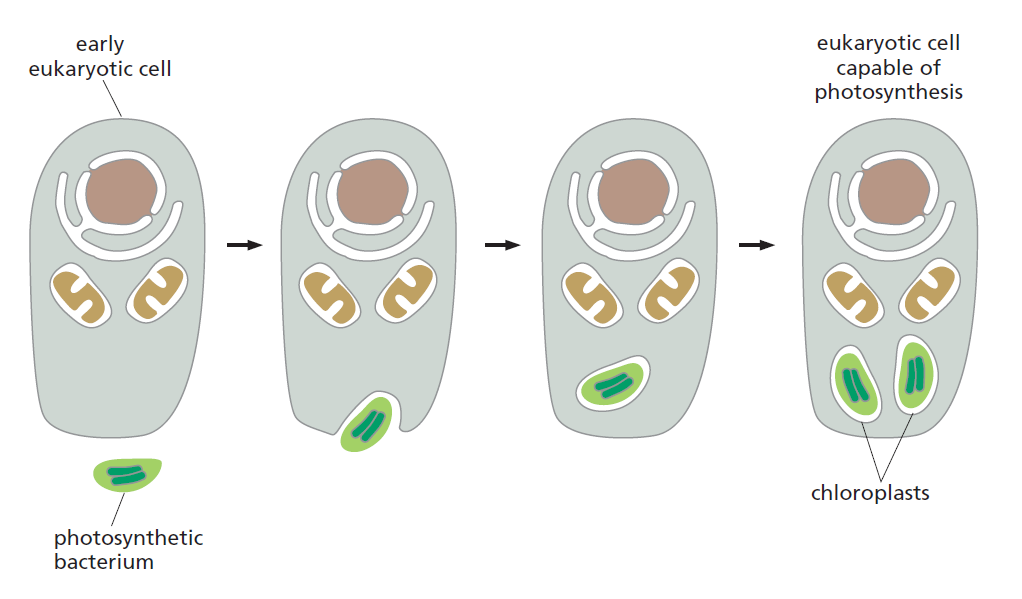 early
eukaryotic cell
eukaryotic cell
capable of
photosynthesis
chloroplasts
photosynthetic
bacterium